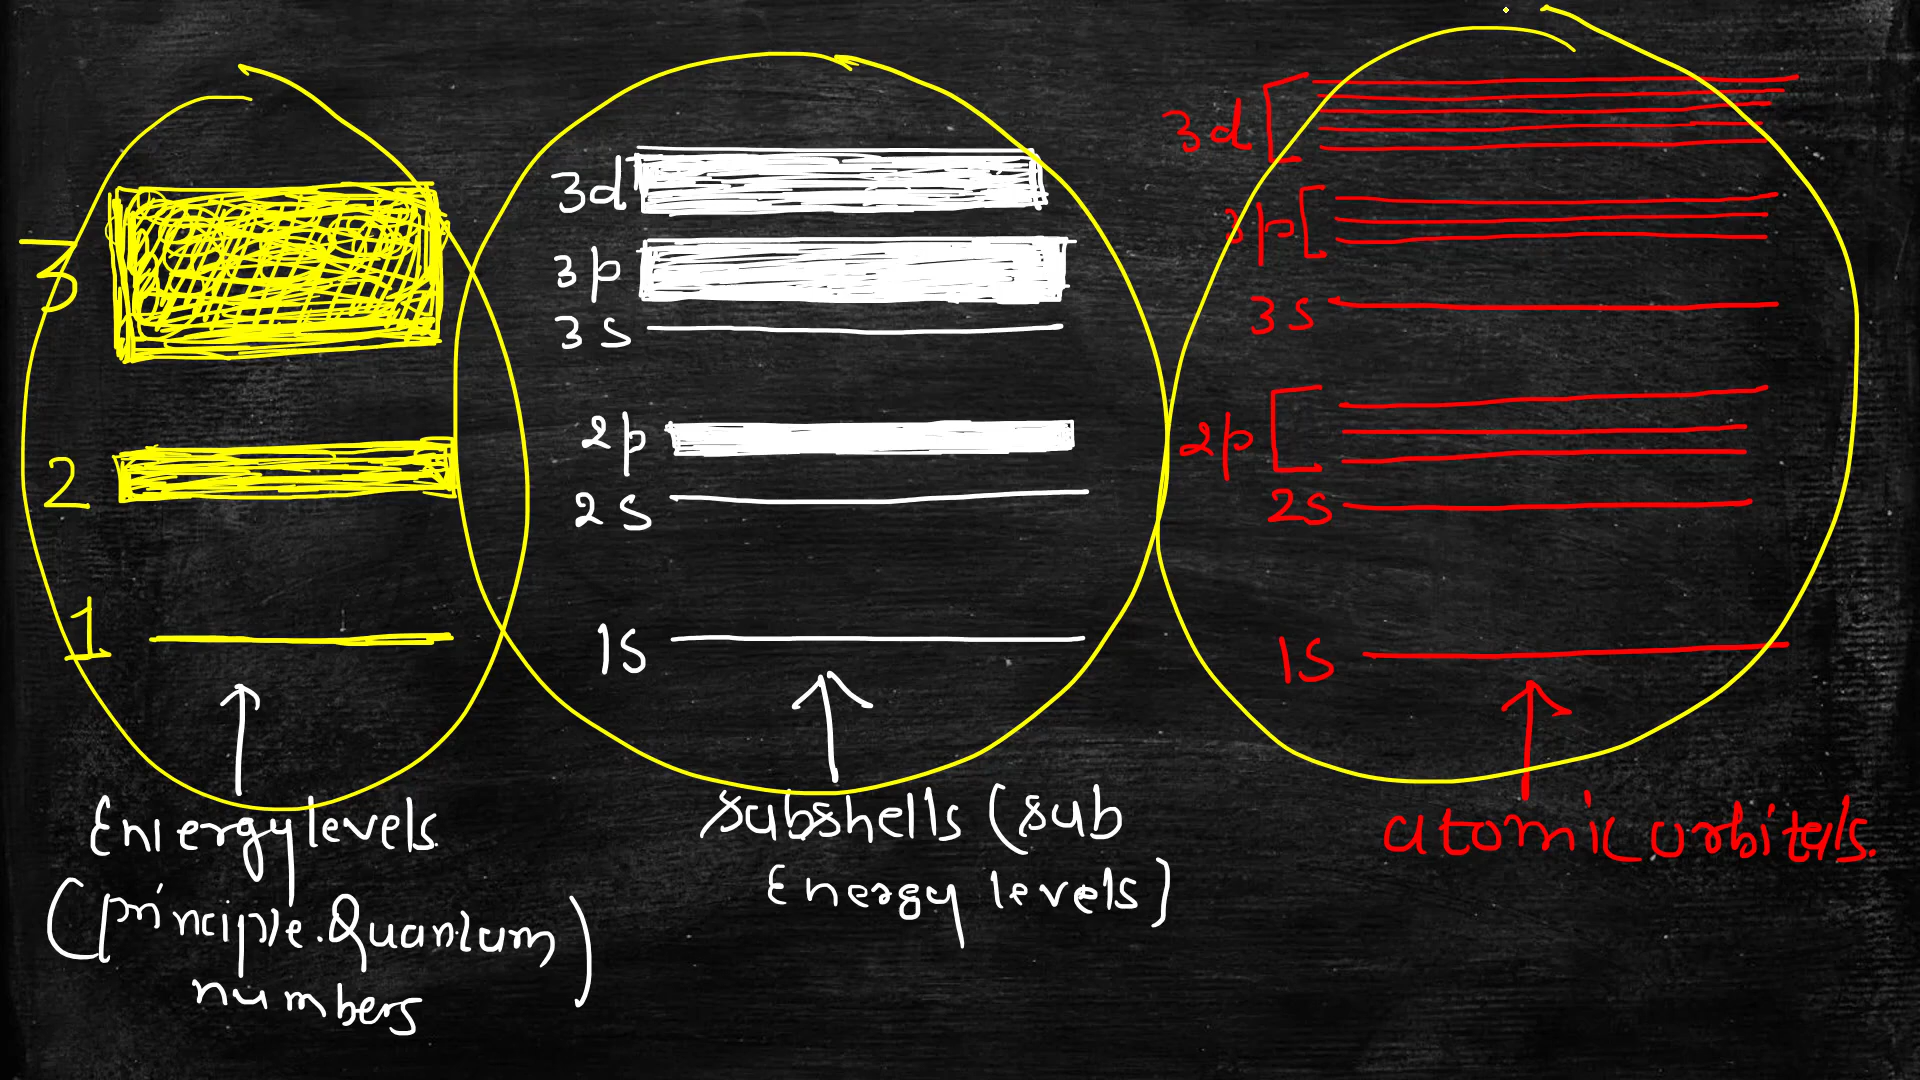 3
2
1
Energy levels
(principle. Quantum
numbers)
3d
3p
3s
2p
2s
1s
subshells (sub
Energy levels)
3d
3p
3s
2p
2s
1s
atomic orbitals.